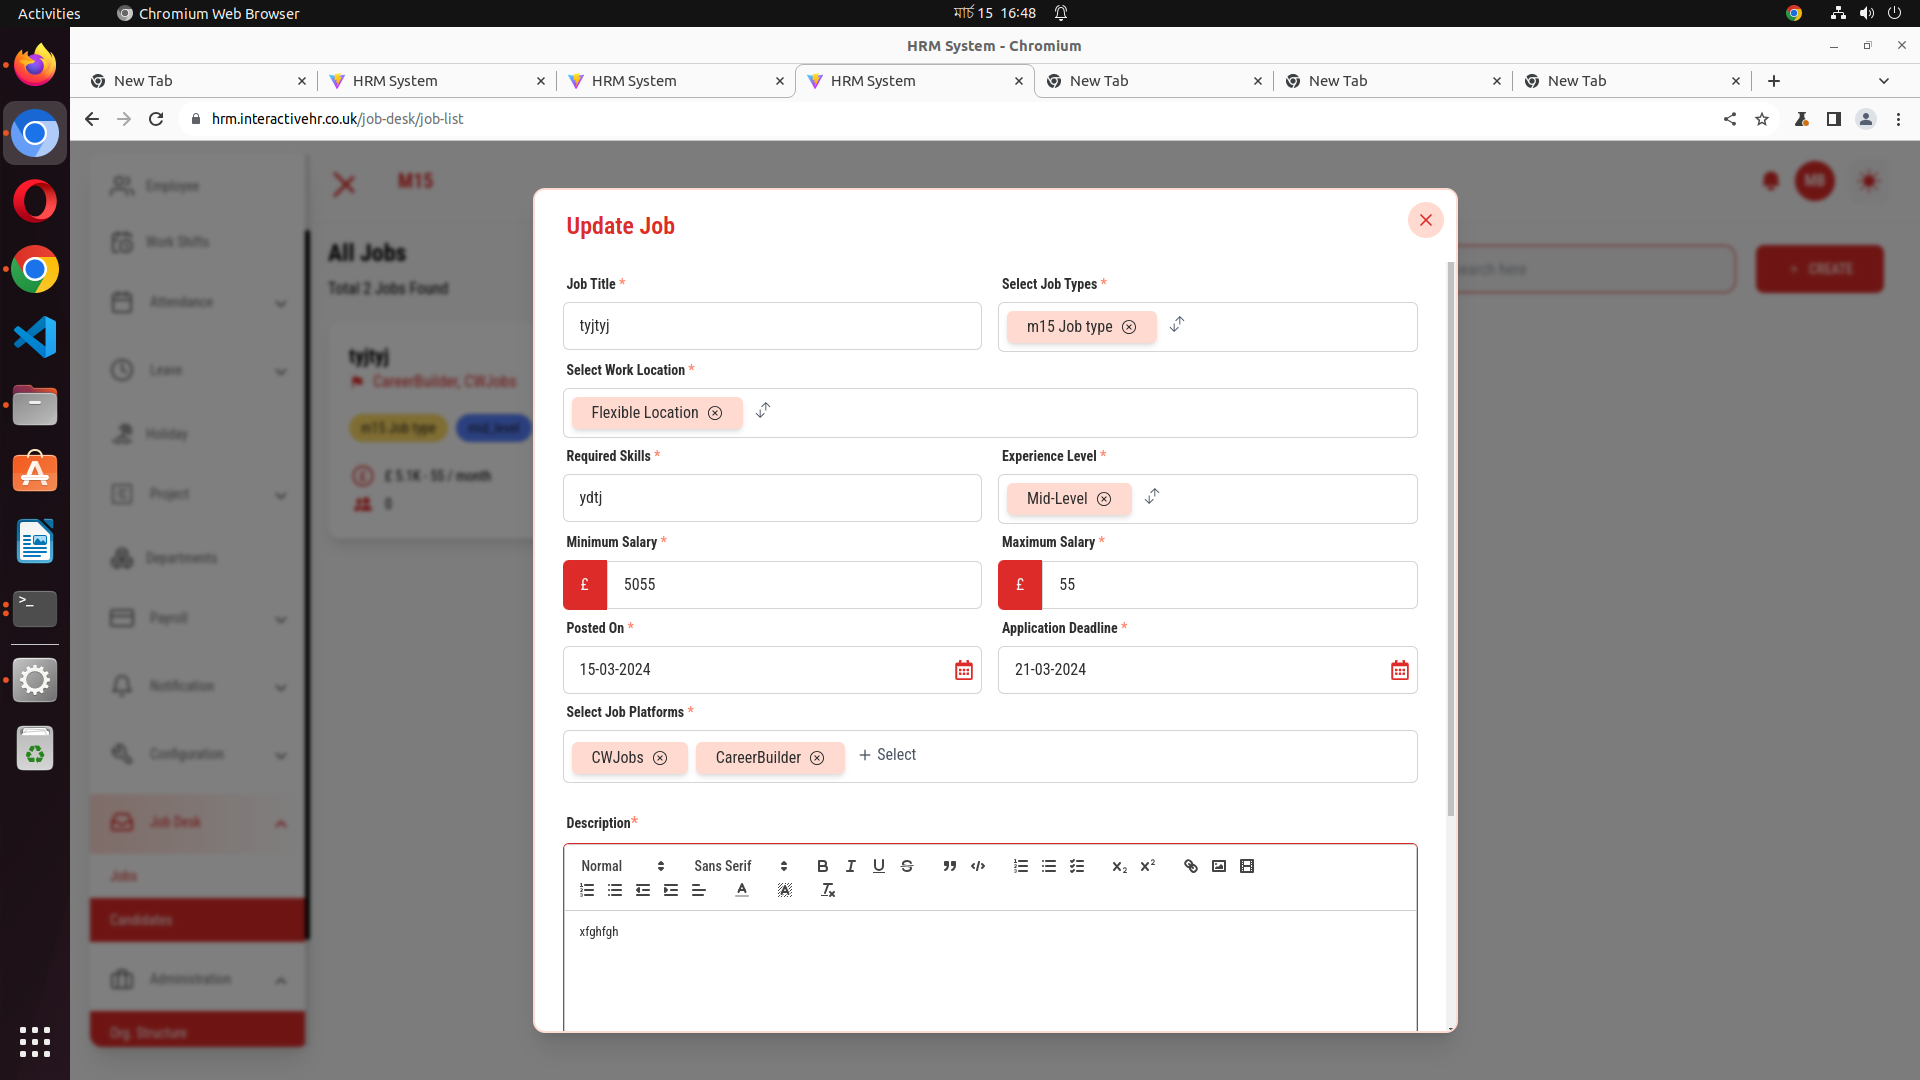 Activities
Chromium Web Browser
মার্চ 15 16:48
HRM System - Chromium
New Tab
HRM System
HRM System
HRM System
New Tab
New Tab
New Tab
hrm.interactivehr.co.uk/job-desk/job-list
Employee
Work Shifts
Attendance
Leave
Holiday
Project
Departments
Payroll
Notification
Configuration
Job Desk
Jobs
Candidates
Administration
Org. Structure
M15
MB
All Jobs
Total 2 Jobs Found
search here
+ CREATE
tyjtyj
CareerBuilder, CWJobs
m15 Job type
mid_level
£ 5.1K - 55 / month
0
Update Job
Job Title *
Select Job Types *
tyjtyj
m15 Job type
Select Work Location *
Flexible Location
Required Skills *
Experience Level *
ydtj
Mid-Level
Minimum Salary *
Maximum Salary *
£ 5055
£ 55
Posted On *
Application Deadline *
15-03-2024
21-03-2024
Select Job Platforms *
CWJobs
CareerBuilder
+ Select
Description*
Normal
Sans Serif
xfghfgh